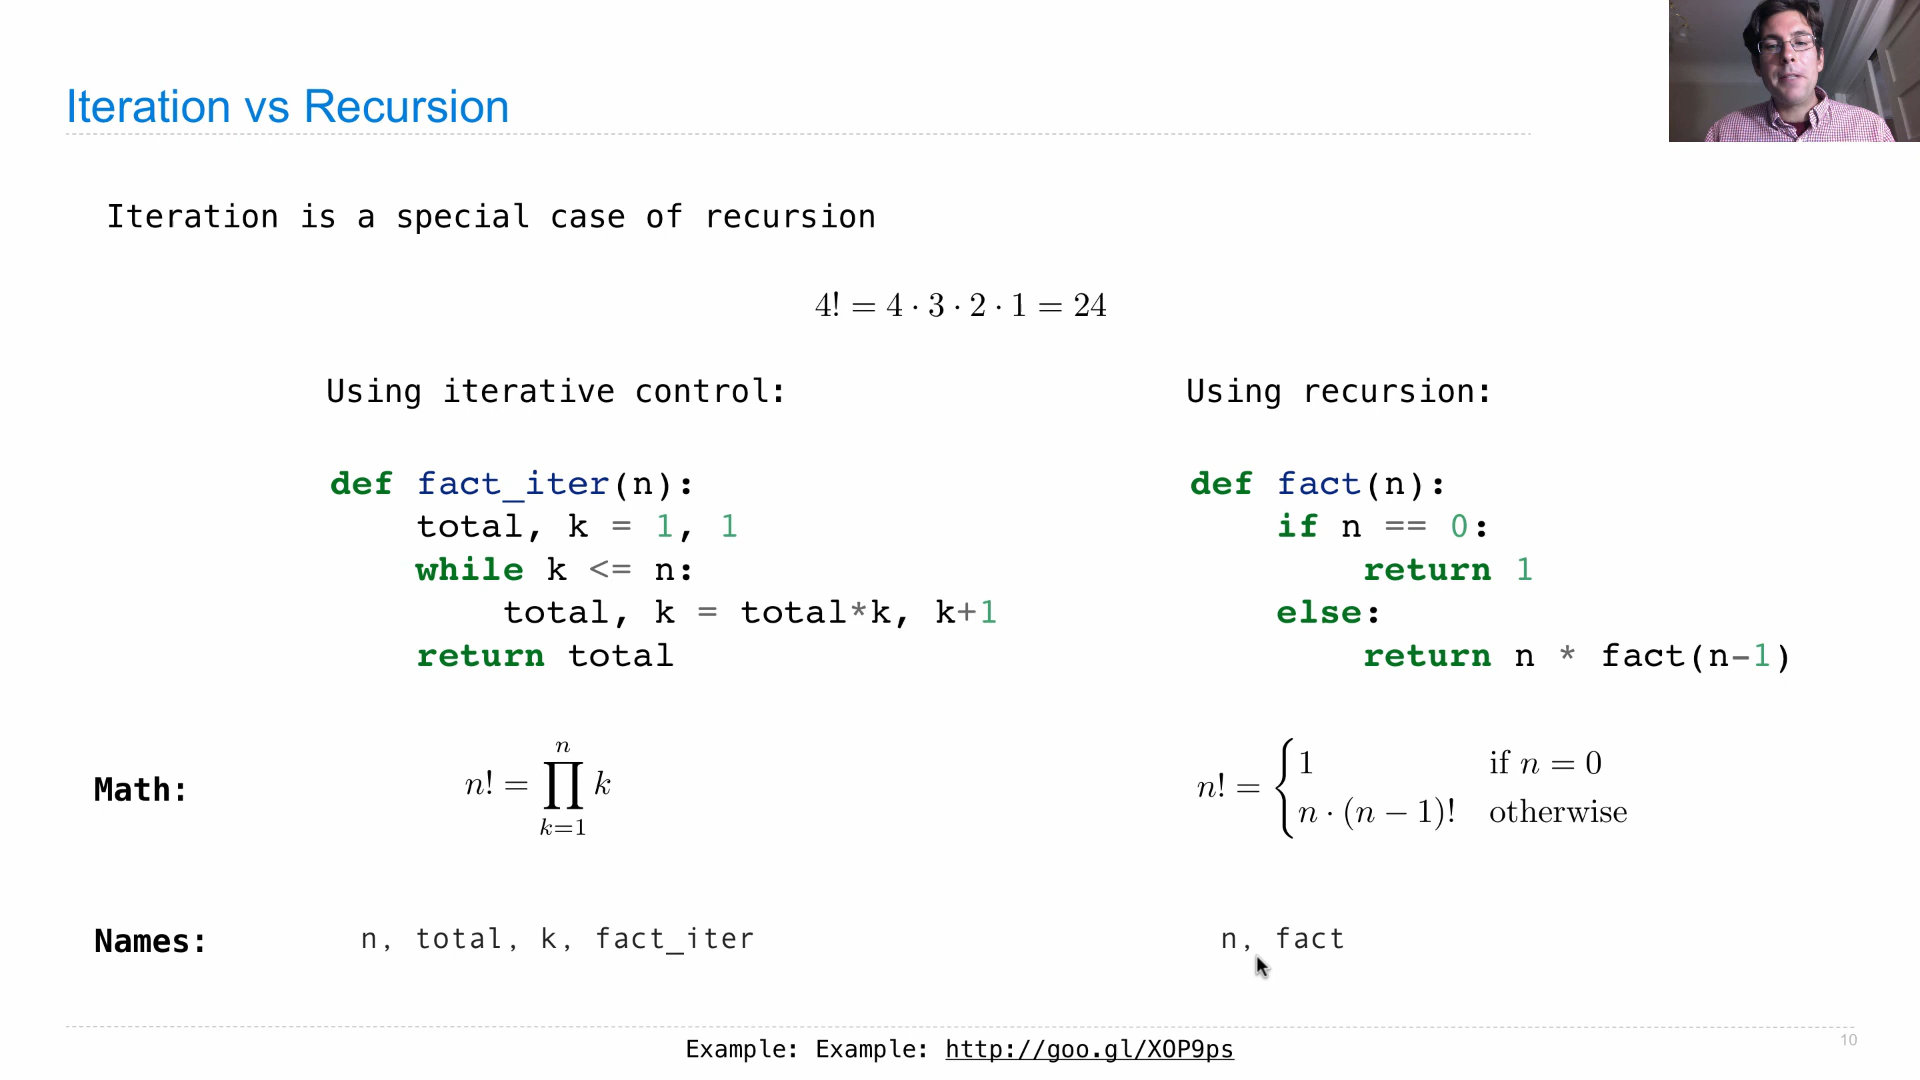 Iteration vs Recursion
Iteration is a special case of recursion
4! = 4 · 3 · 2 · 1 = 24
Using iterative control:
def fact_iter(n):
    total, k = 1, 1
    while k <= n:
        total, k = total*k, k+1
    return total
Using recursion:
def fact(n):
    if n == 0:
        return 1
    else:
        return n * fact(n-1)
Math:
n! = ∏_{k=1}^{n} k
n! = { 1 if n = 0
n · (n − 1)! otherwise
Names:
n, total, k, fact_iter
n, fact
Example: Example: http://goo.gl/XOP9ps
10